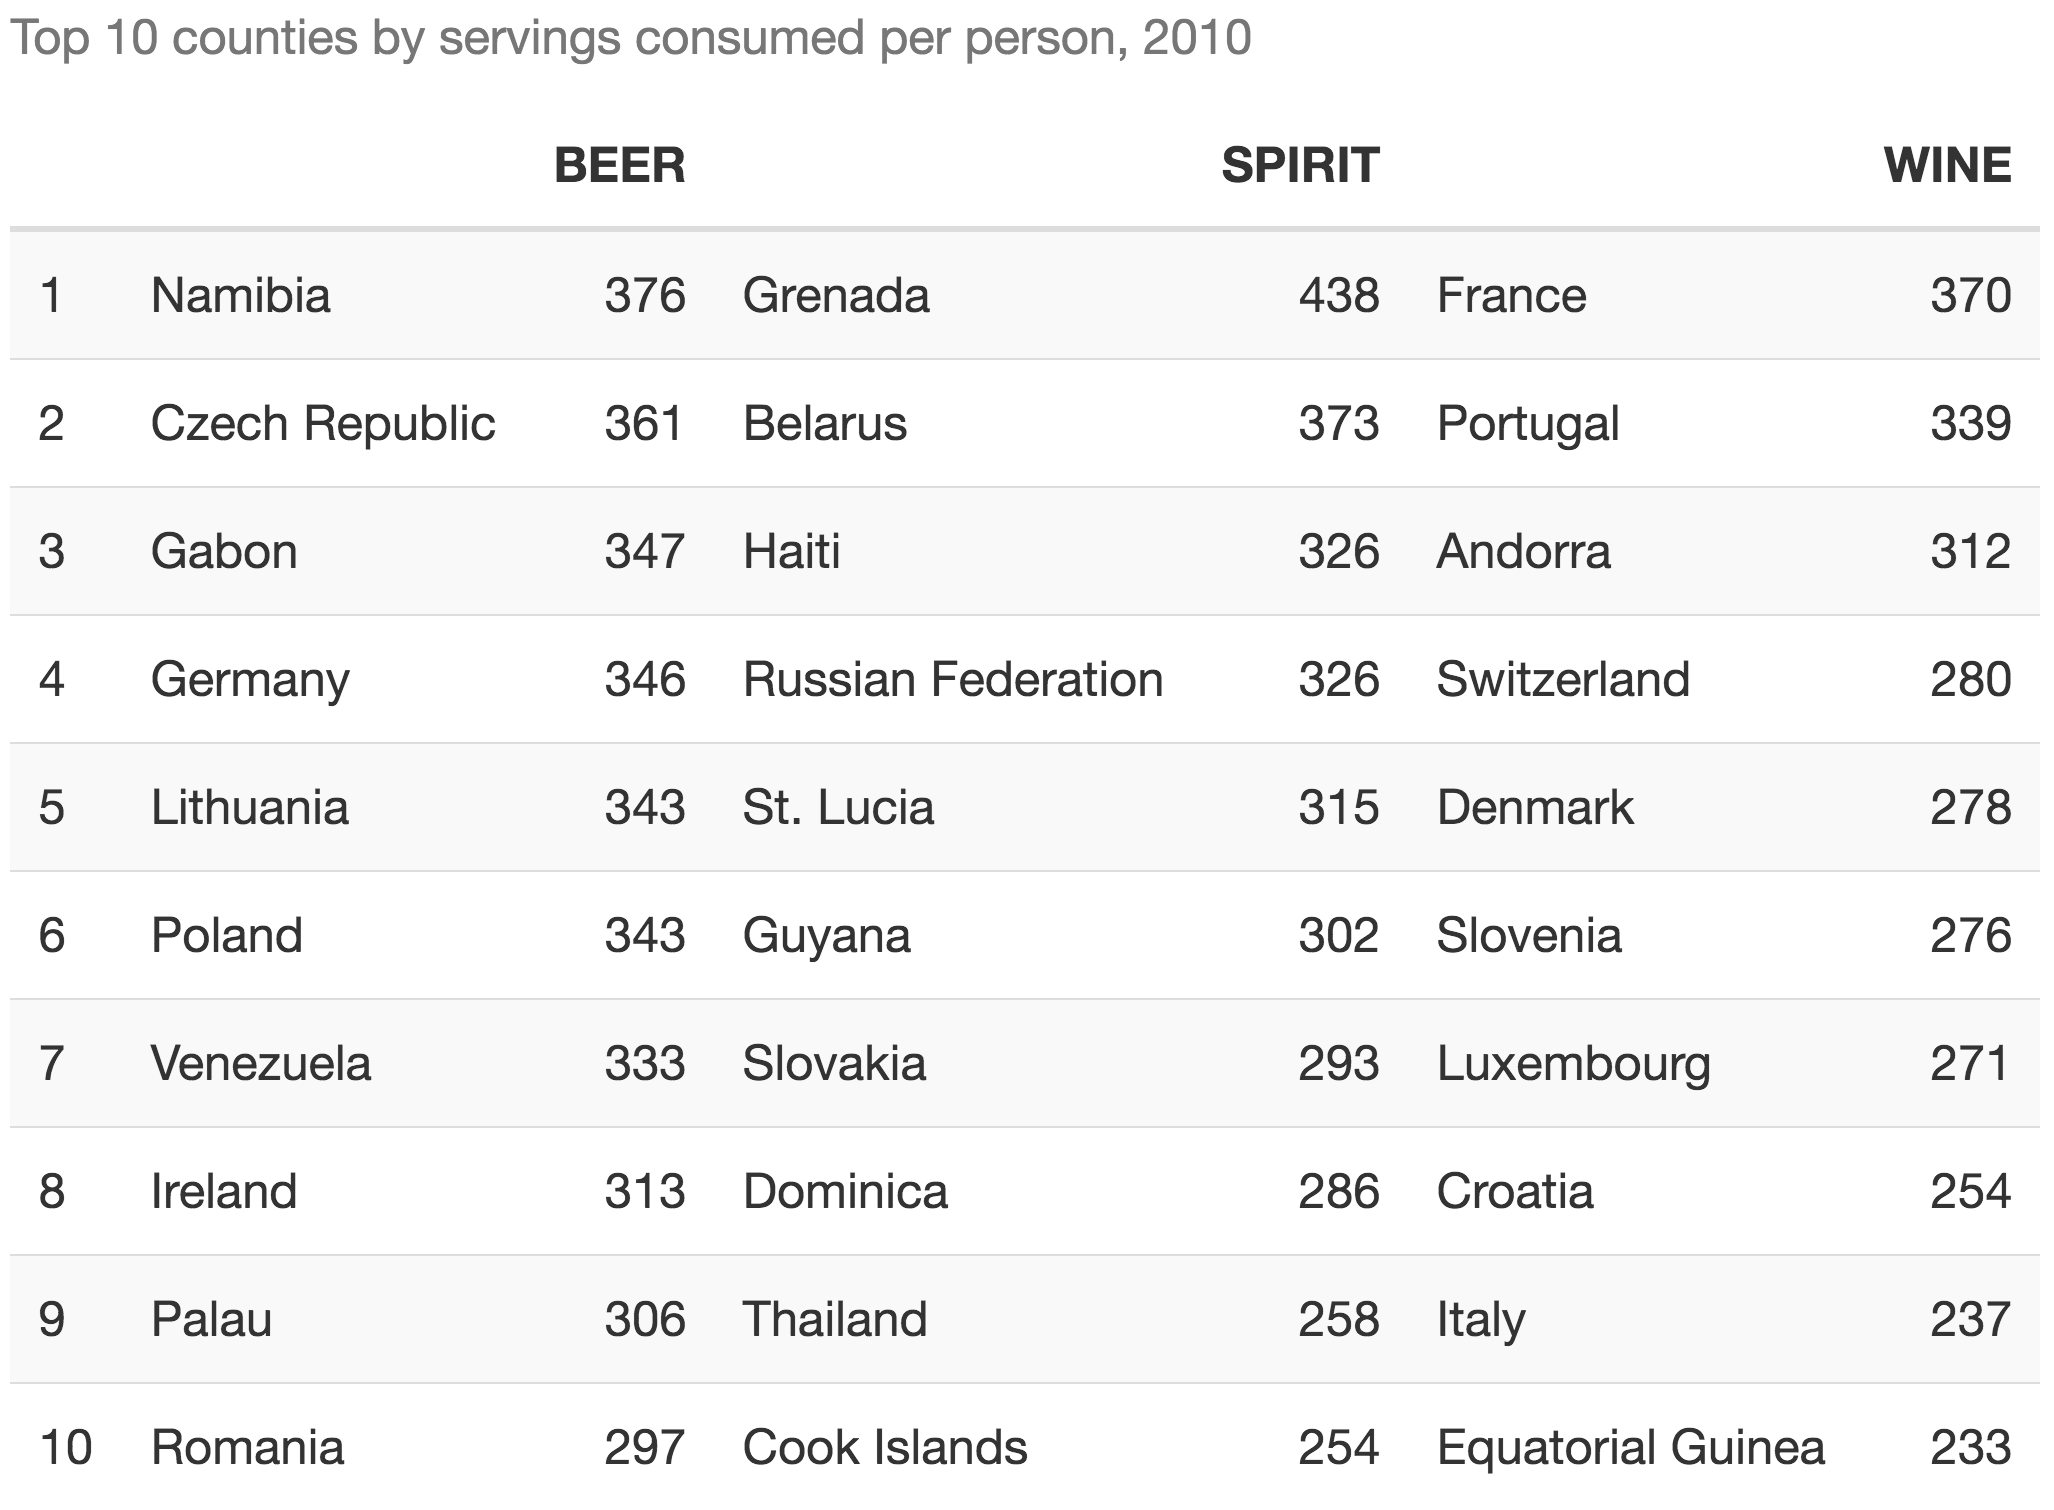 Top 10 counties by servings consumed per person, 2010
BEER SPIRIT WINE
1 Namibia 376 Grenada 438 France 370
2 Czech Republic 361 Belarus 373 Portugal 339
3 Gabon 347 Haiti 326 Andorra 312
4 Germany 346 Russian Federation 326 Switzerland 280
5 Lithuania 343 St. Lucia 315 Denmark 278
6 Poland 343 Guyana 302 Slovenia 276
7 Venezuela 333 Slovakia 293 Luxembourg 271
8 Ireland 313 Dominica 286 Croatia 254
9 Palau 306 Thailand 258 Italy 237
10 Romania 297 Cook Islands 254 Equatorial Guinea 233